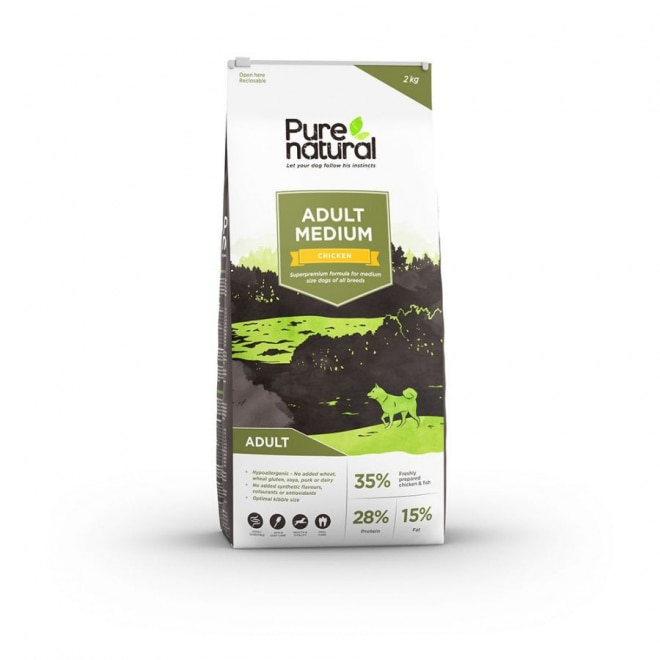 Open here
Reclosable
2 kg
Pure
natural
Let your dog follow his instincts
ADULT
MEDIUM
CHICKEN
Superpremium formula for medium
size dogs of all breeds
ADULT
• Hypoallergenic - No added wheat,
wheat gluten, soya, pork or dairy
• No added synthetic flavours,
colourants or antioxidants
• Optimal kibble size
35%
Freshly
prepared
chicken & fish
28%
Protein
15%
Fat